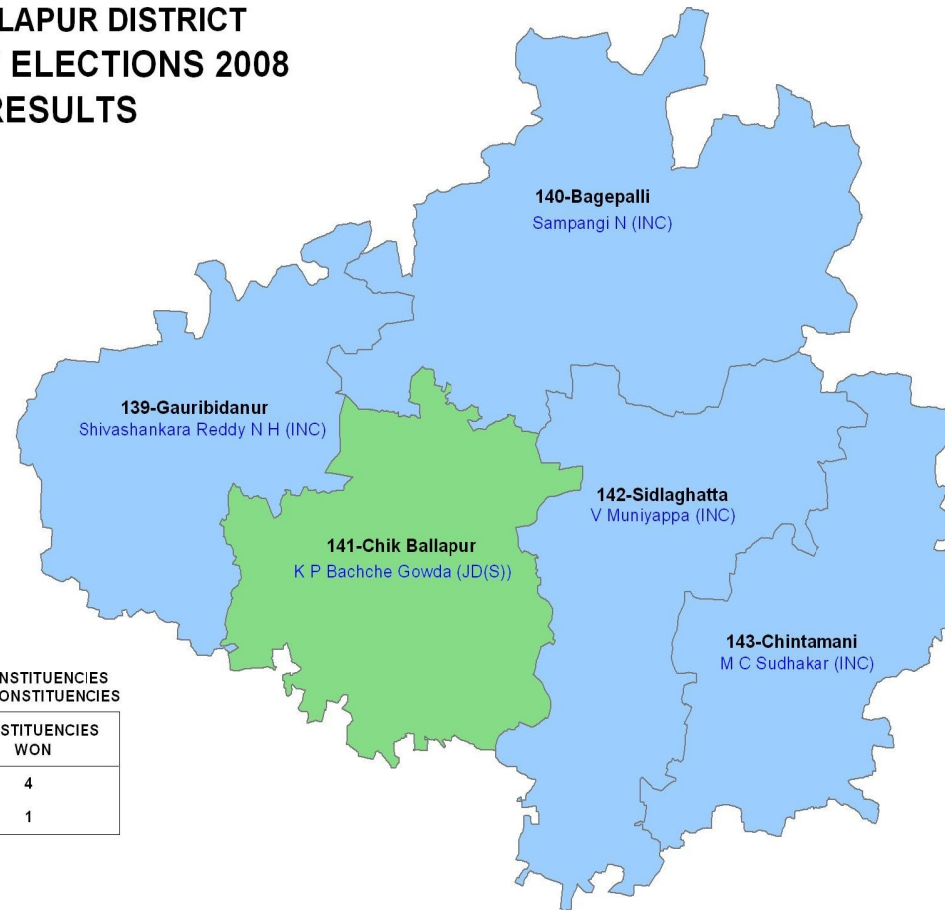 LAPUR DISTRICT
ELECTIONS 2008
RESULTS
140-Bagepalli
Sampangi N (INC)
139-Gauribidanur
Shivashankara Reddy N H (INC)
142-Sidlaghatta
V Muniyappa (INC)
141-Chik Ballapur
K P Bachche Gowda (JD(S))
143-Chintamani
M C Sudhakar (INC)
NSTITUENCIES
ONSTITUENCIES
STITUENCIES
WON
4
1